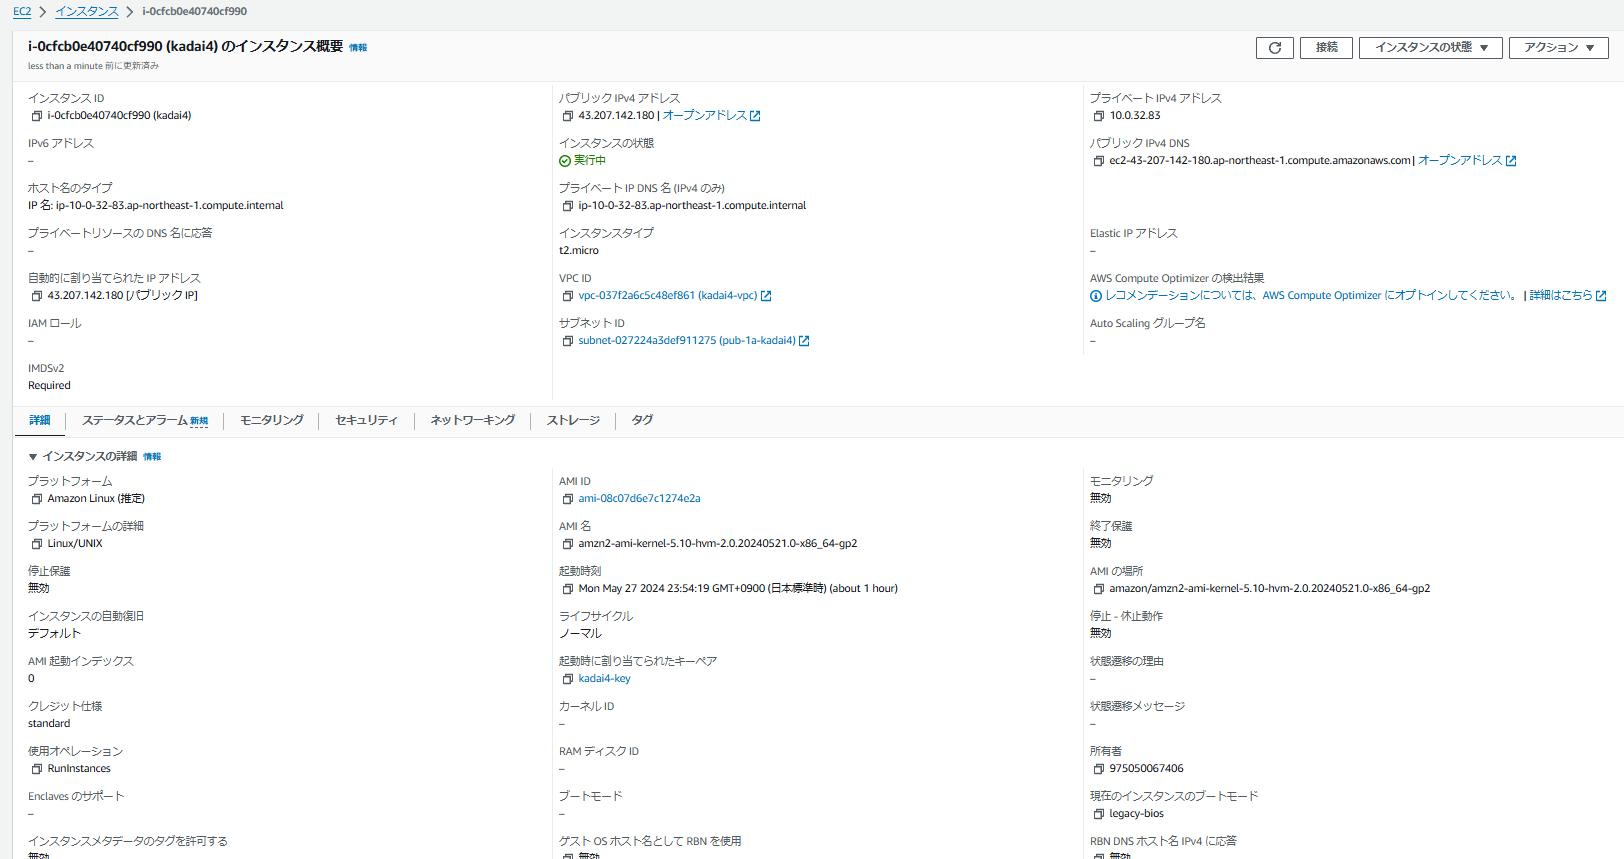 EC2 > インスタンス > i-0cfcb0e40740cf990
i-0cfcb0e40740cf990 (kadai4) のインスタンス概要 情報
less than a minute 前に更新済み
接続
インスタンスの状態 ▼
アクション ▼
インスタンス ID
i-0cfcb0e40740cf990 (kadai4)
パブリック IPv4 アドレス
43.207.142.180 | オープンアドレス
プライベート IPv4 アドレス
10.0.32.83
IPv6 アドレス
–
インスタンスの状態
実行中
パブリック IPv4 DNS
ec2-43-207-142-180.ap-northeast-1.compute.amazonaws.com | オープンアドレス
ホスト名のタイプ
IP 名: ip-10-0-32-83.ap-northeast-1.compute.internal
プライベート IP DNS 名 (IPv4 のみ)
ip-10-0-32-83.ap-northeast-1.compute.internal
プライベートリソースの DNS 名に応答
–
インスタンスタイプ
t2.micro
Elastic IP アドレス
–
自動的に割り当てられた IP アドレス
43.207.142.180 [パブリック IP]
VPC ID
vpc-037f2a6c5c48ef861 (kadai4-vpc)
AWS Compute Optimizer の検出結果
レコメンデーションについては、AWS Compute Optimizer にオプトインしてください。 | 詳細はこちら
IAM ロール
–
サブネット ID
subnet-027224a3def911275 (pub-1a-kadai4)
Auto Scaling グループ名
–
IMDSv2
Required
詳細
ステータスとアラーム 新規
モニタリング
セキュリティ
ネットワーキング
ストレージ
タグ
▼ インスタンスの詳細 情報
プラットフォーム
Amazon Linux (推定)
AMI ID
ami-08c07d6e7c1274e2a
モニタリング
無効
プラットフォームの詳細
Linux/UNIX
AMI 名
amzn2-ami-kernel-5.10-hvm-2.0.20240521.0-x86_64-gp2
終了保護
無効
停止保護
無効
起動時刻
Mon May 27 2024 23:54:19 GMT+0900 (日本標準時) (about 1 hour)
AMI の場所
amazon/amzn2-ami-kernel-5.10-hvm-2.0.20240521.0-x86_64-gp2
インスタンスの自動復旧
デフォルト
ライフサイクル
ノーマル
停止 - 休止動作
無効
AMI 起動インデックス
0
起動時に割り当てられたキーペア
kadai4-key
状態遷移の理由
–
クレジット仕様
standard
カーネル ID
–
状態遷移メッセージ
–
使用オペレーション
RunInstances
RAM ディスク ID
–
所有者
975050067406
Enclaves のサポート
–
ブートモード
–
現在のインスタンスのブートモード
legacy-bios
インスタンスメタデータのタグを許可する
無効
ゲスト OS ホスト名として RBN を使用
無効
RBN DNS ホスト名 IPv4 に応答
無効